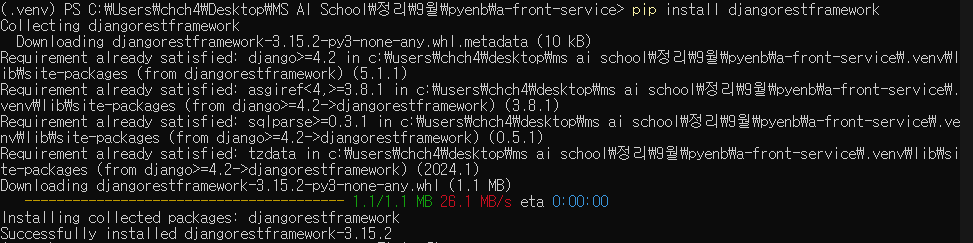 (.venv) PS C:\Users\chch4\Desktop\MS AI School\정리\9월\pyenb\a-front-service> pip install djangorestframework
Collecting djangorestframework
  Downloading djangorestframework-3.15.2-py3-none-any.whl.metadata (10 kB)
Requirement already satisfied: django>=4.2 in c:\users\chch4\desktop\ms ai school\정리\9월\pyenb\a-front-service\.venv\l
ib\site-packages (from djangorestframework) (5.1.1)
Requirement already satisfied: asgiref<4,>=3.8.1 in c:\users\chch4\desktop\ms ai school\정리\9월\pyenb\a-front-service\.
venv\lib\site-packages (from django>=4.2->djangorestframework) (3.8.1)
Requirement already satisfied: sqlparse>=0.3.1 in c:\users\chch4\desktop\ms ai school\정리\9월\pyenb\a-front-service\.ve
nv\lib\site-packages (from django>=4.2->djangorestframework) (0.5.1)
Requirement already satisfied: tzdata in c:\users\chch4\desktop\ms ai school\정리\9월\pyenb\a-front-service\.venv\lib\si
te-packages (from django>=4.2->djangorestframework) (2024.1)
Downloading djangorestframework-3.15.2-py3-none-any.whl (1.1 MB)
   ---------------------------------------- 1.1/1.1 MB 26.1 MB/s eta 0:00:00
Installing collected packages: djangorestframework
Successfully installed djangorestframework-3.15.2